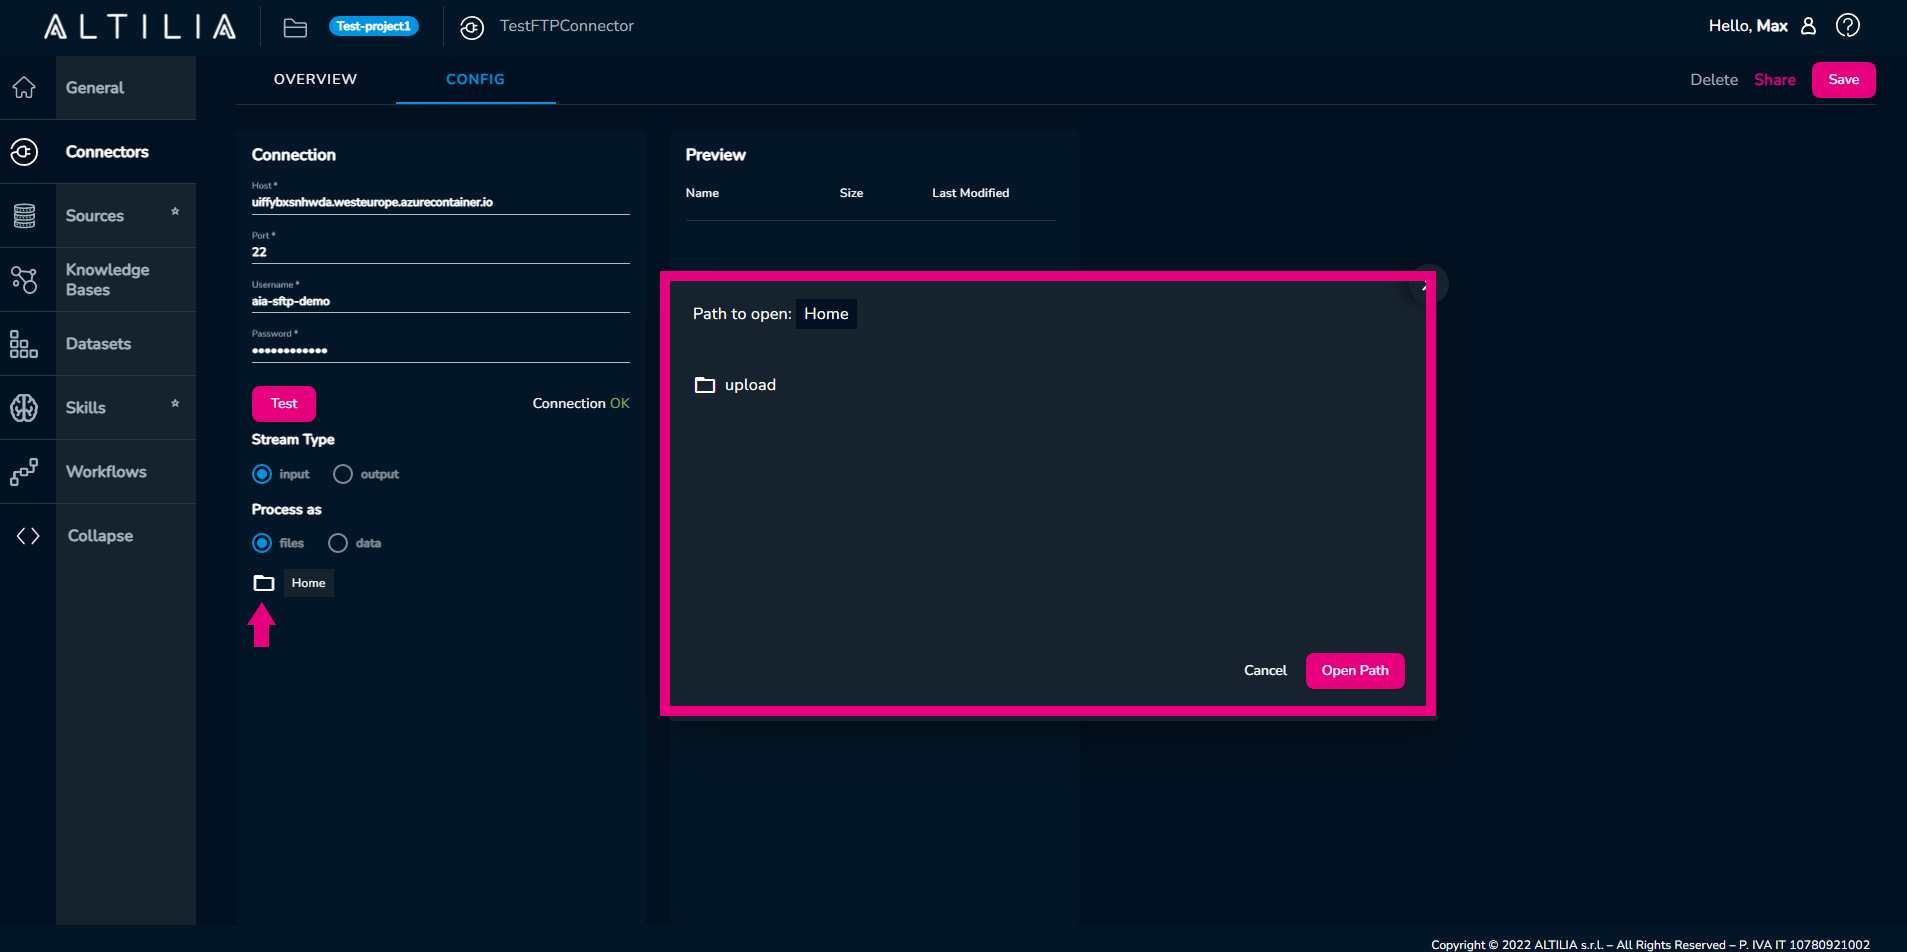 ALTILIA
Test-project1
TestFTPConnector
Hello, Max
General
Connectors
Sources
Knowledge
Bases
Datasets
Skills
Workflows
Collapse
OVERVIEW
CONFIG
Delete
Share
Save
Connection
Host *
uiffybxsnhwda.westeurope.azurecontainer.io
Port *
22
Username *
aia-sftp-demo
Password *
••••••••••••
Test
Connection OK
Stream Type
input
output
Process as
files
data
Home
Preview
Name
Size
Last Modified
Path to open: Home
upload
Cancel
Open Path
Copyright © 2022 ALTILIA s.r.l. – All Rights Reserved – P. IVA IT 10780921002